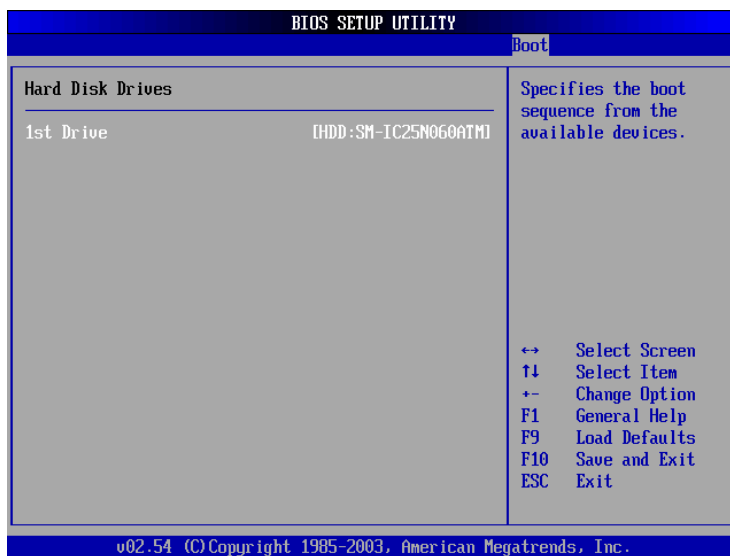 BIOS SETUP UTILITY
Boot
Hard Disk Drives
1st Drive [HDD:SM-IC25N060ATM]
Specifies the boot
sequence from the
available devices.
↔ Select Screen
↑↓ Select Item
+- Change Option
F1 General Help
F9 Load Defaults
F10 Save and Exit
ESC Exit
v02.54 (C)Copyright 1985-2003, American Megatrends, Inc.